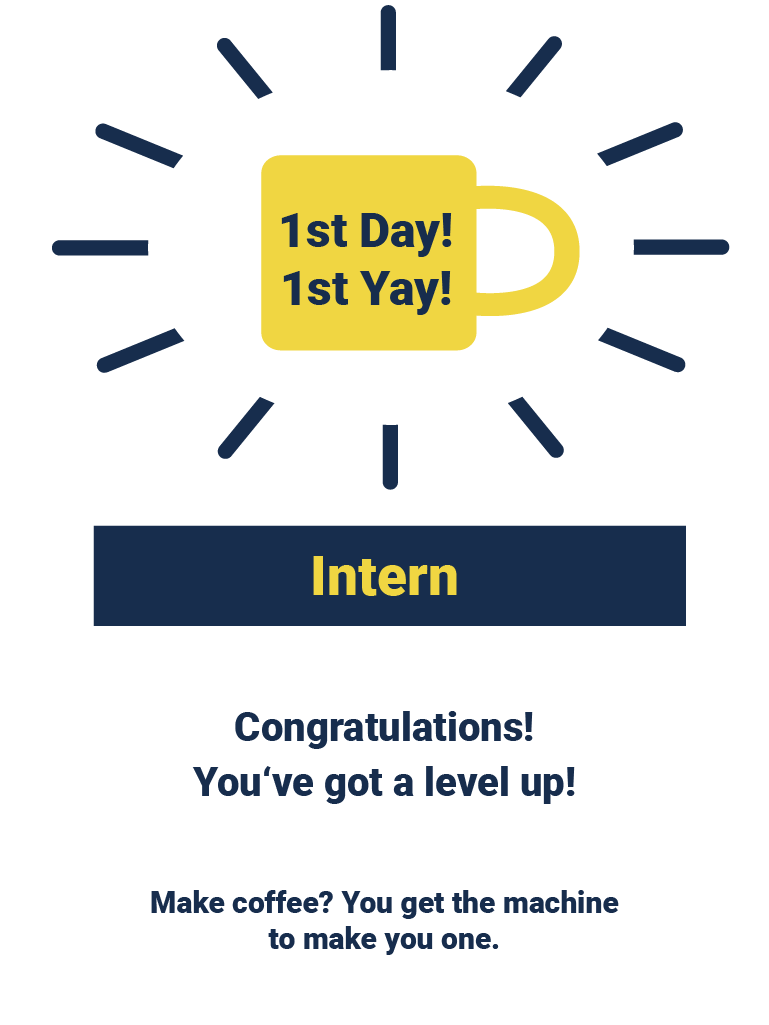 1st Day!
1st Yay!
Intern
Congratulations!
You‘ve got a level up!
Make coffee? You get the machine
to make you one.